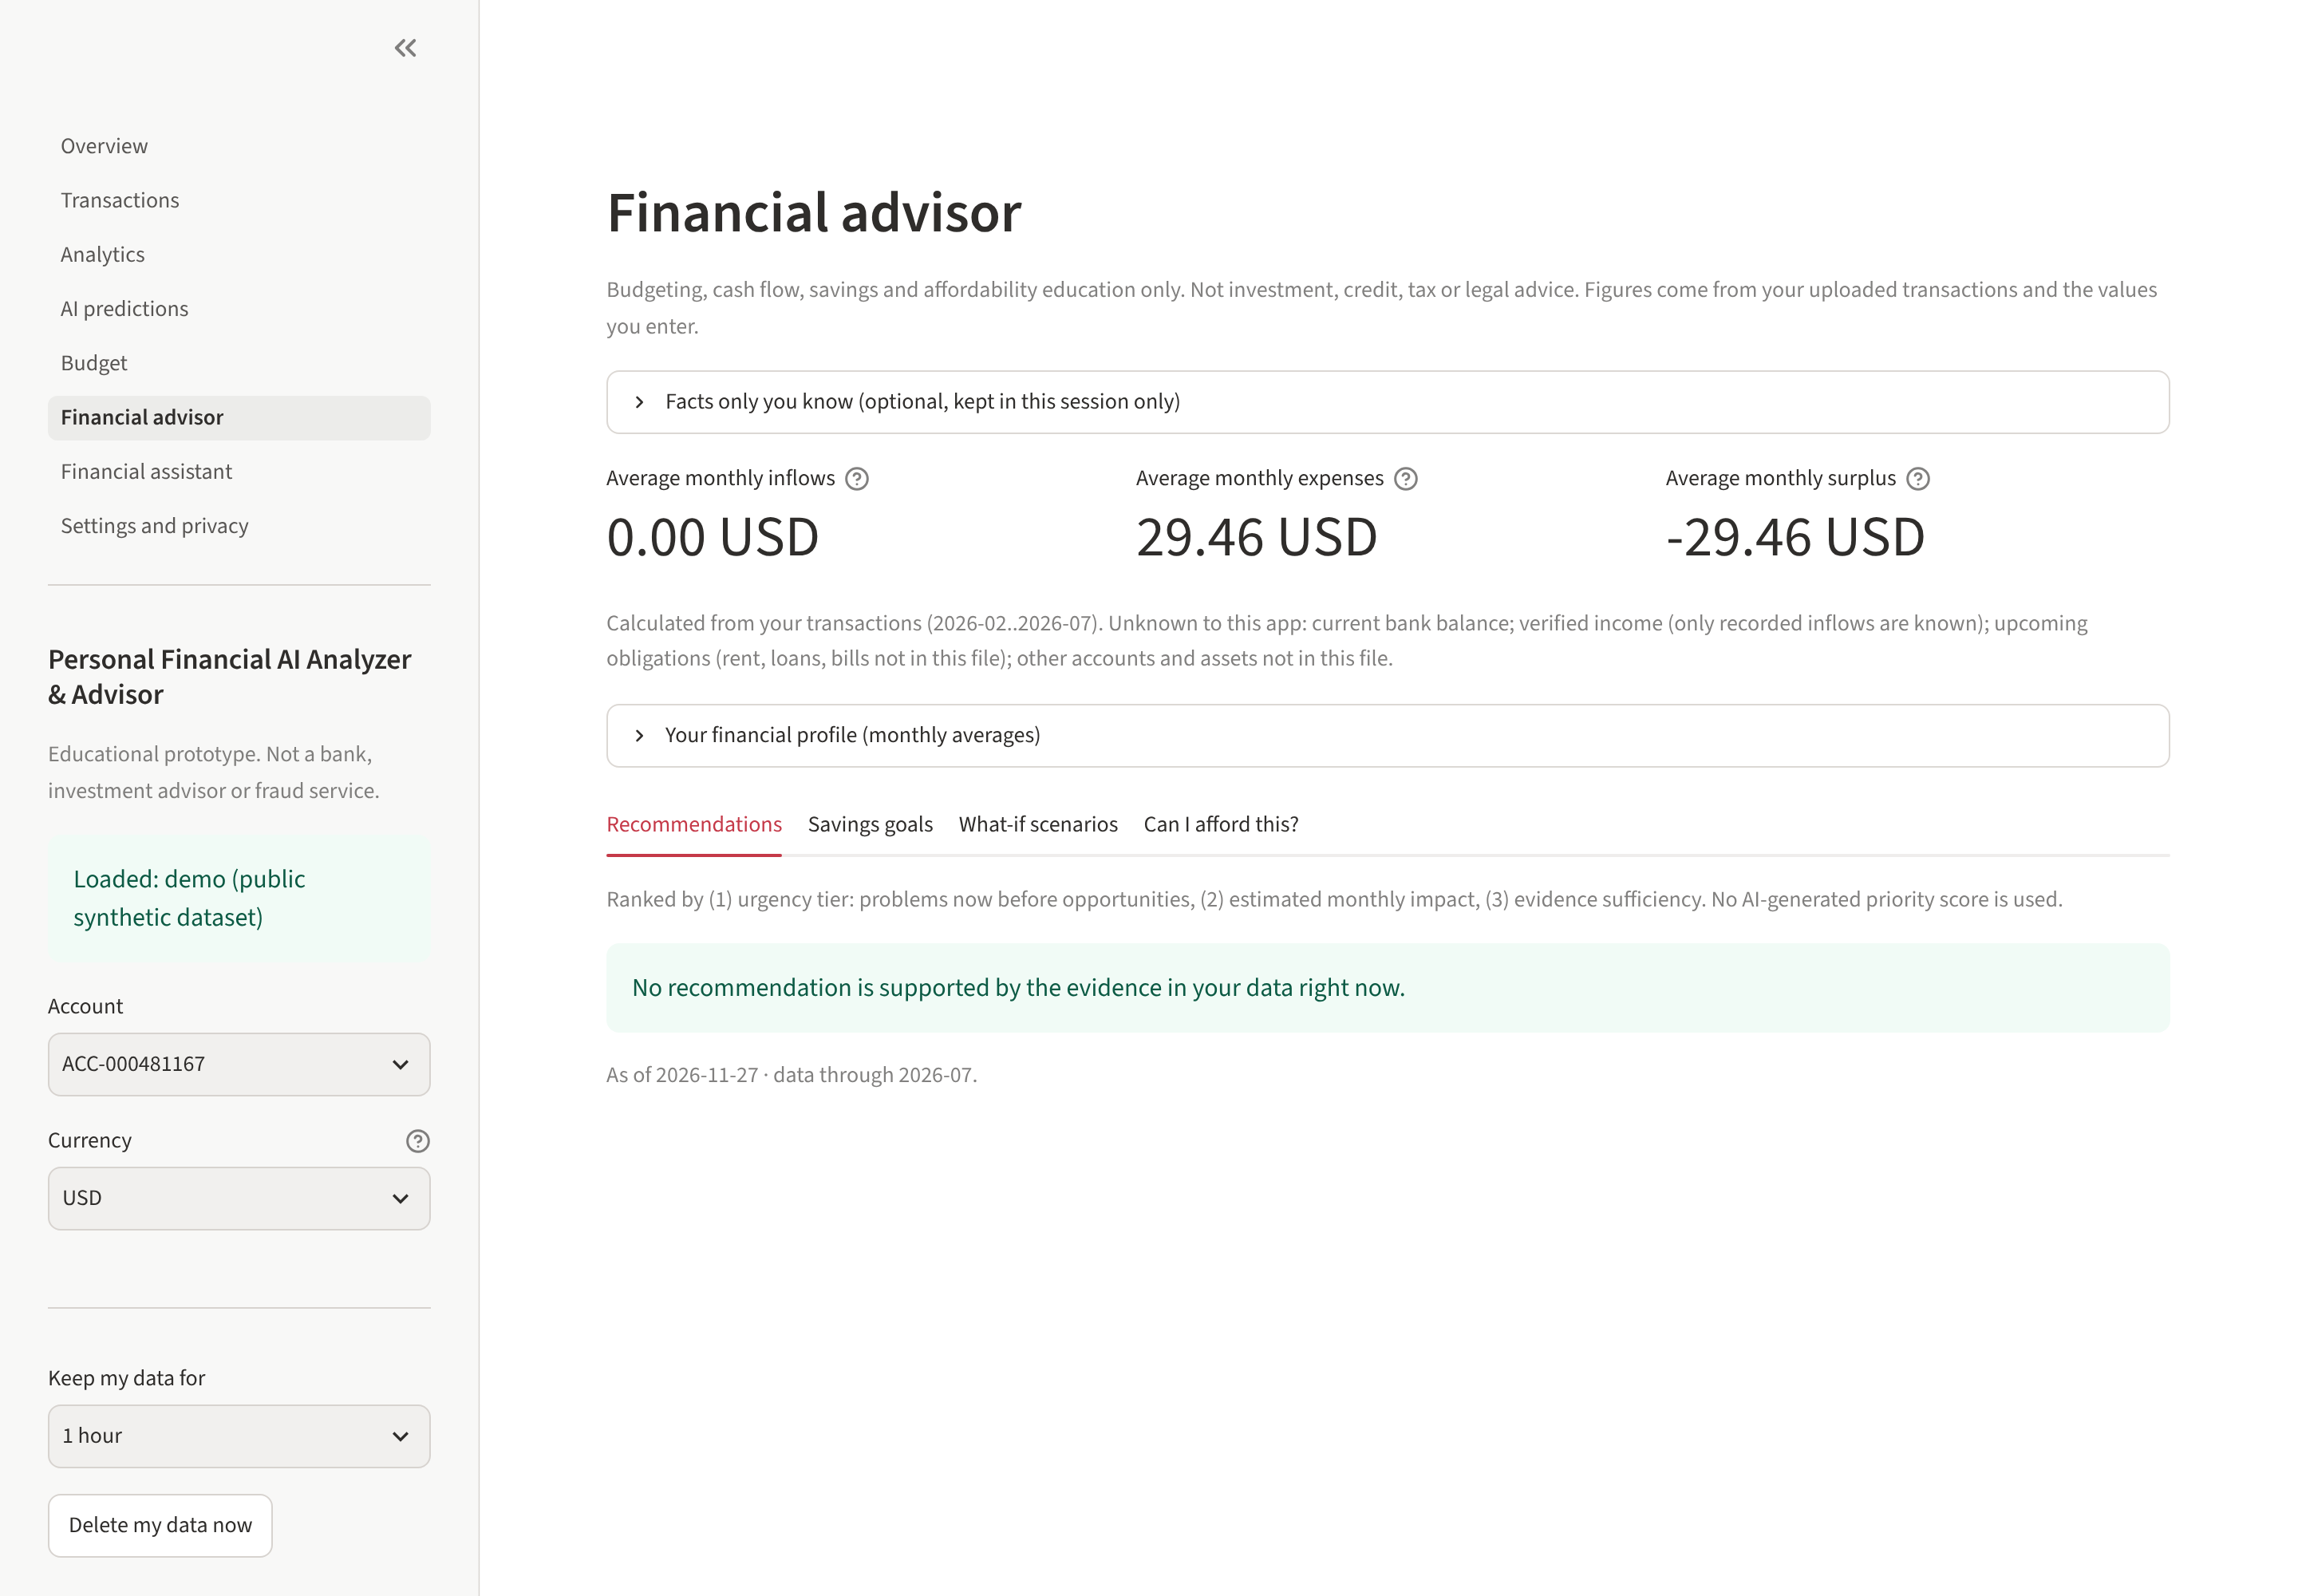 Overview
Transactions
Analytics
AI predictions
Budget
Financial advisor
Financial assistant
Settings and privacy
Personal Financial AI Analyzer
& Advisor
Educational prototype. Not a bank,
investment advisor or fraud service.
Loaded: demo (public
synthetic dataset)
Account
ACC-000481167
Currency
USD
Keep my data for
1 hour
Delete my data now
Financial advisor
Budgeting, cash flow, savings and affordability education only. Not investment, credit, tax or legal advice. Figures come from your uploaded transactions and the values
you enter.
Facts only you know (optional, kept in this session only)
Average monthly inflows
0.00 USD
Average monthly expenses
29.46 USD
Average monthly surplus
-29.46 USD
Calculated from your transactions (2026-02..2026-07). Unknown to this app: current bank balance; verified income (only recorded inflows are known); upcoming
obligations (rent, loans, bills not in this file); other accounts and assets not in this file.
Your financial profile (monthly averages)
Recommendations Savings goals What-if scenarios Can I afford this?
Ranked by (1) urgency tier: problems now before opportunities, (2) estimated monthly impact, (3) evidence sufficiency. No AI-generated priority score is used.
No recommendation is supported by the evidence in your data right now.
As of 2026-11-27 · data through 2026-07.